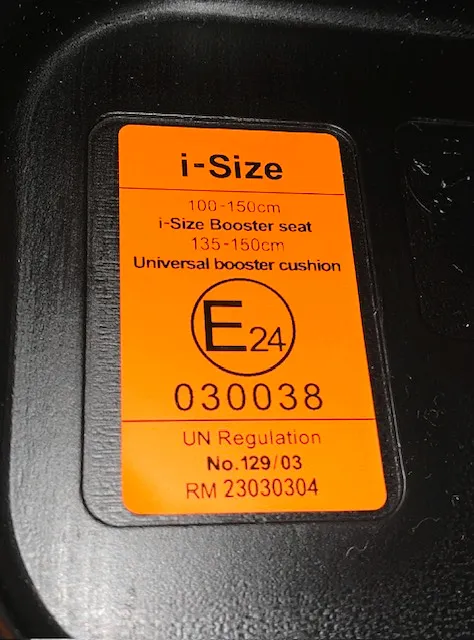 i-Size
100-150cm
i-Size Booster seat
135-150cm
Universal booster cushion
E24
030038
UN Regulation
No.129/03
RM 23030304